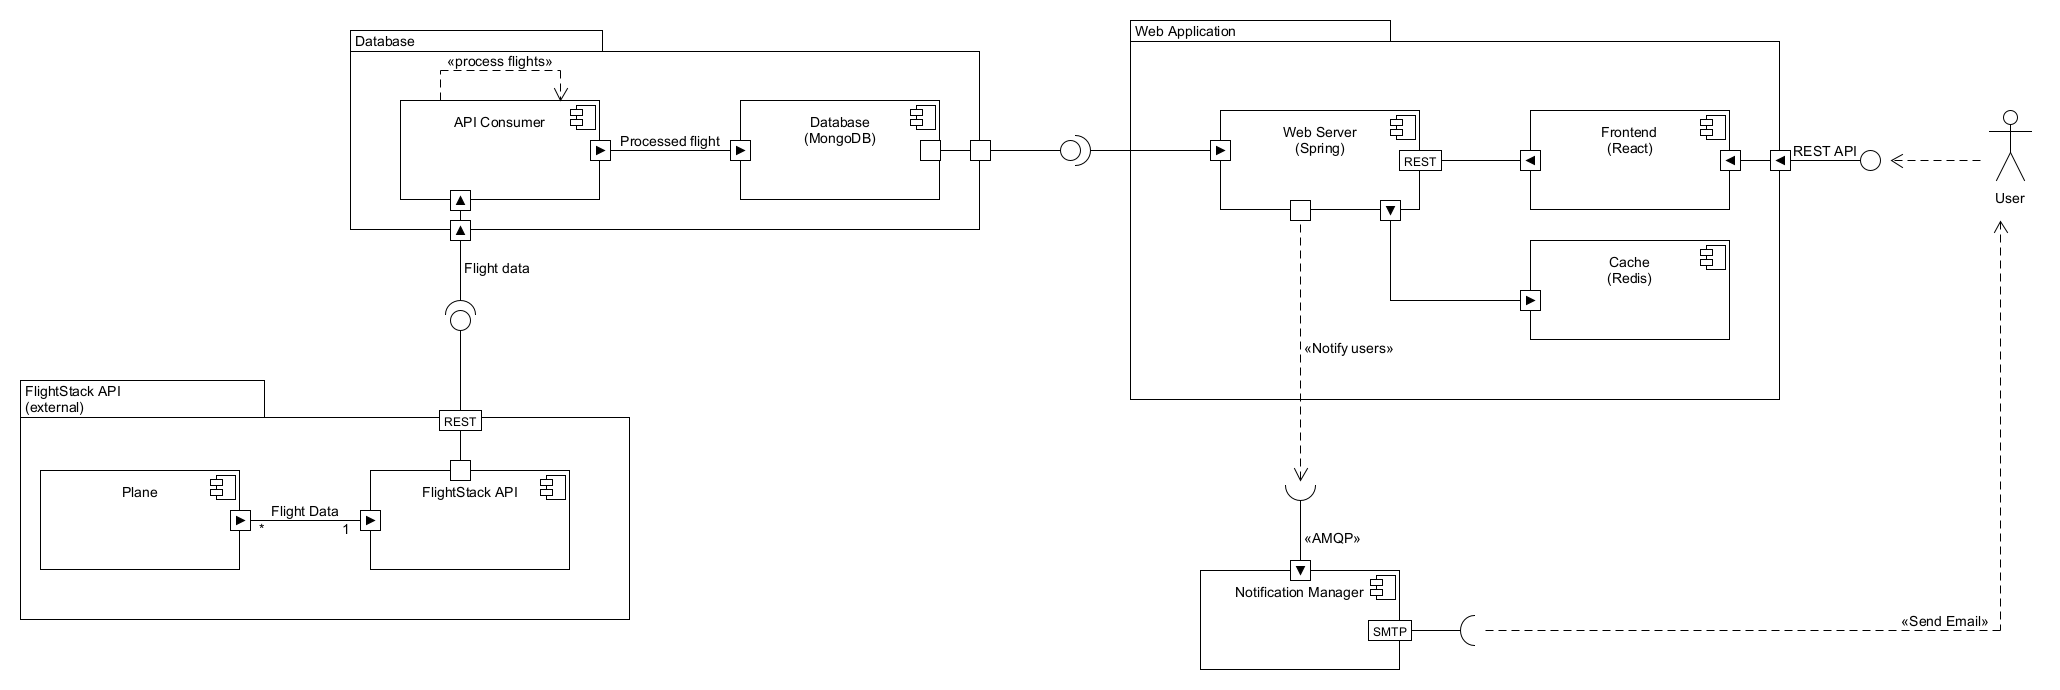 Database
«process flights»
API Consumer
Processed flight
Database
(MongoDB)
Flight data
Web Application
Web Server
(Spring)
REST
Frontend
(React)
REST API
User
Cache
(Redis)
«Notify users»
FlightStack API
(external)
REST
Plane
Flight Data
*
1
FlightStack API
«AMQP»
Notification Manager
SMTP
«Send Email»